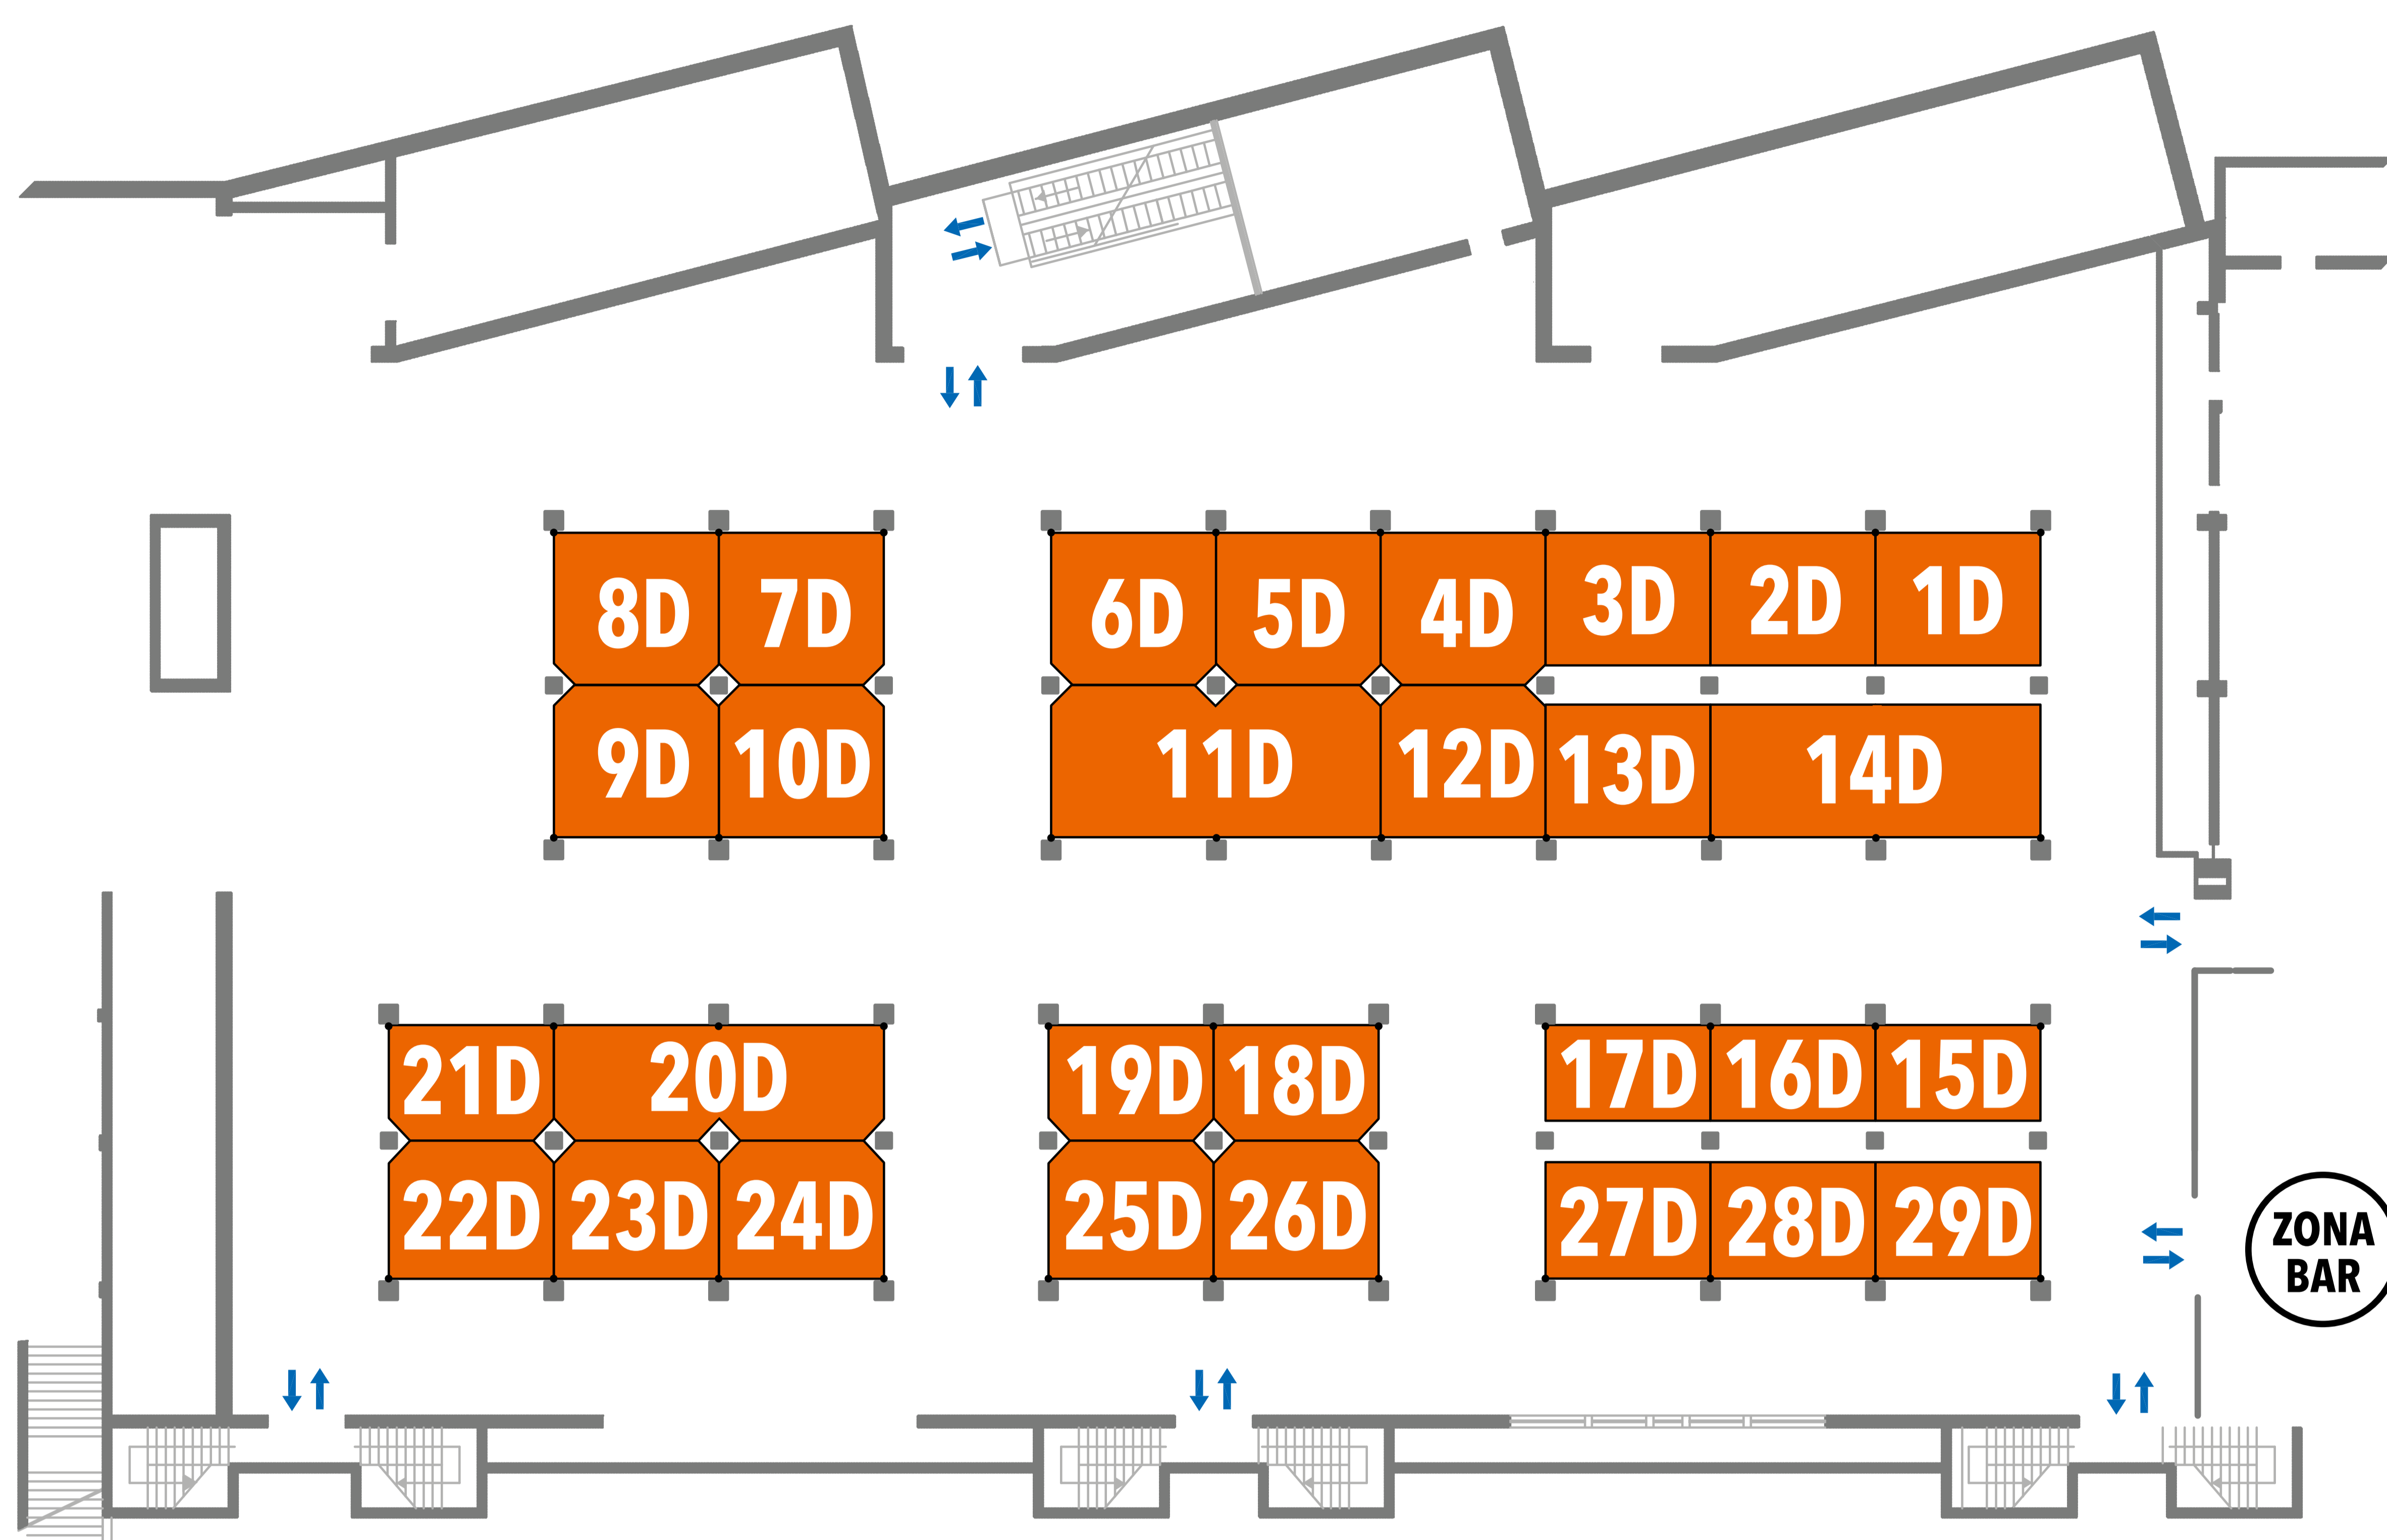 8D 7D 6D 5D 4D 3D 2D 1D
9D 10D 11D 12D 13D 14D
21D 20D 19D 18D 17D 16D 15D
22D 23D 24D 25D 26D 27D 28D 29D
ZONA
BAR